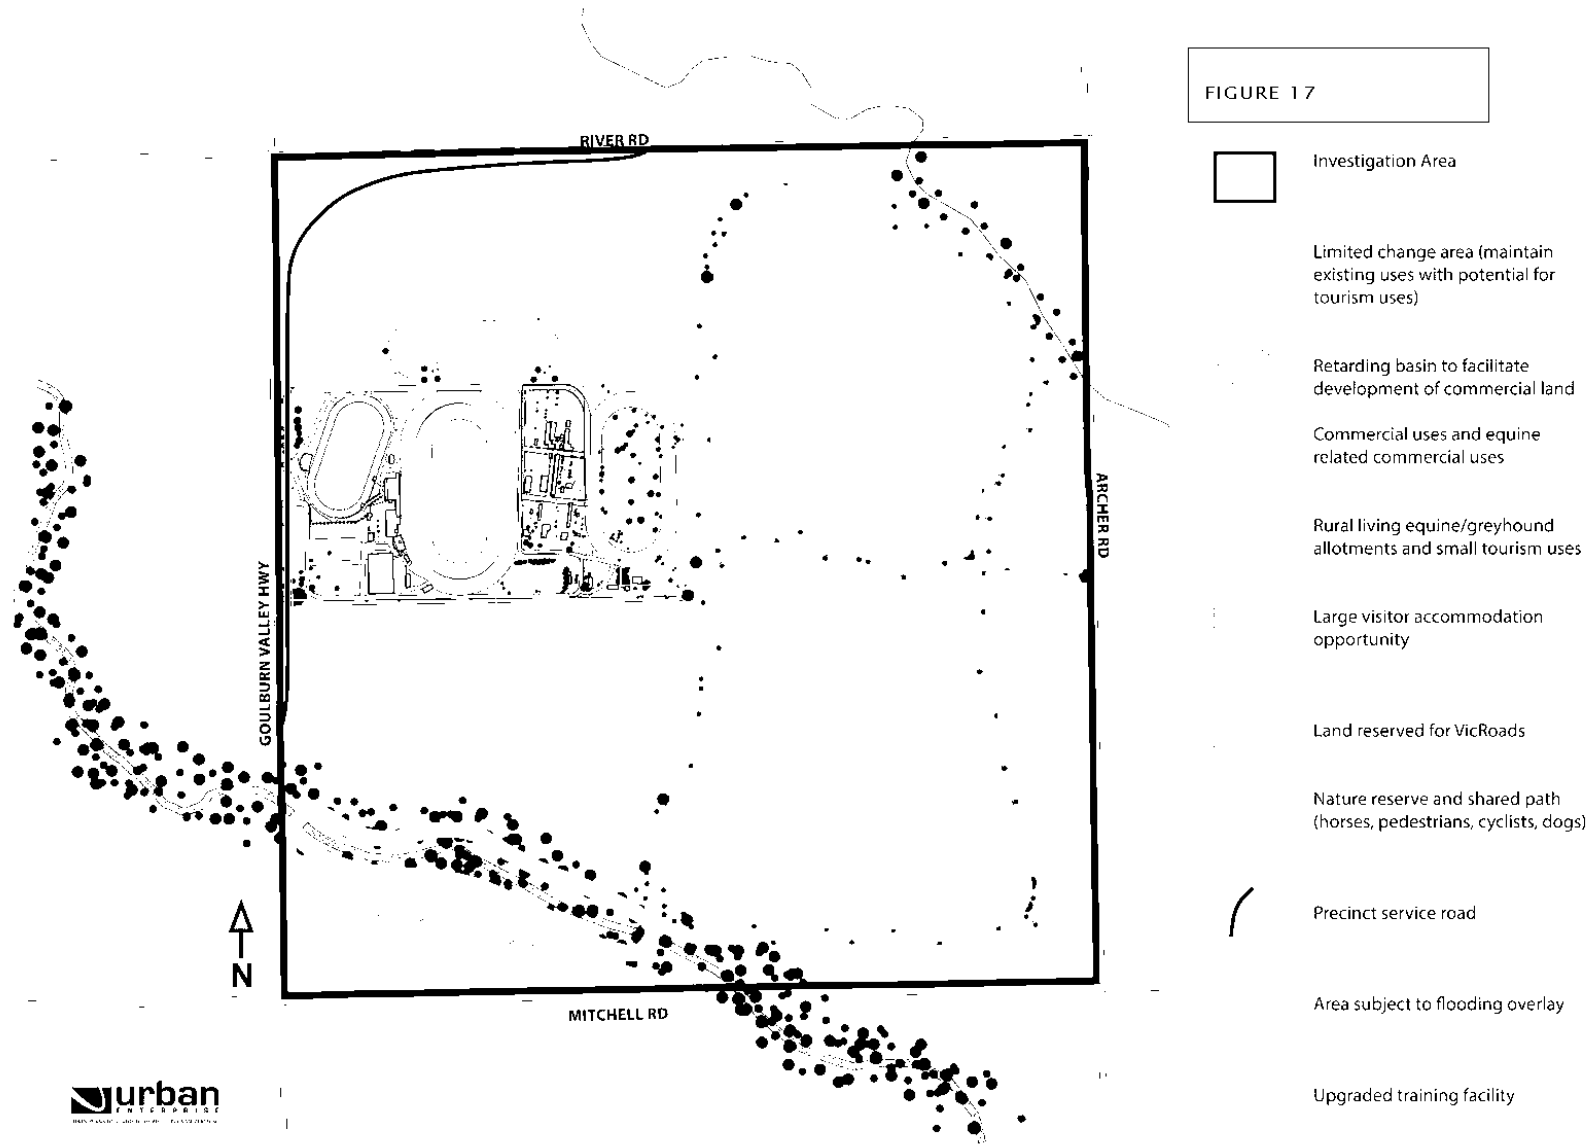 FIGURE 17
RIVER RD
Investigation Area
Limited change area (maintain
existing uses with potential for
tourism uses)
Retarding basin to facilitate
development of commercial land
Commercial uses and equine
related commercial uses
Rural living equine/greyhound
allotments and small tourism uses
Large visitor accommodation
opportunity
Land reserved for VicRoads
Nature reserve and shared path
(horses, pedestrians, cyclists, dogs)
Precinct service road
Area subject to flooding overlay
Upgraded training facility
ARCHER RD
GOULBURN VALLEY HWY
N
MITCHELL RD
urban
ENTERPRISE